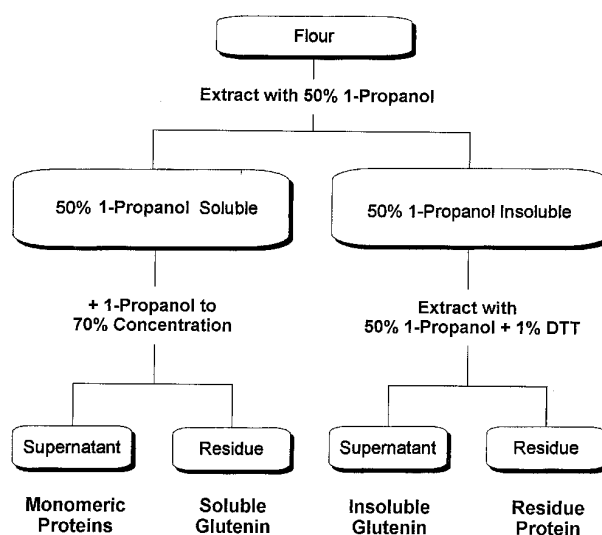 Flour
Extract with 50% 1-Propanol
50% 1-Propanol Soluble
50% 1-Propanol Insoluble
+ 1-Propanol to
70% Concentration
Extract with
50% 1-Propanol + 1% DTT
Supernatant
Residue
Supernatant
Residue
Monomeric
Proteins
Soluble
Glutenin
Insoluble
Glutenin
Residue
Protein